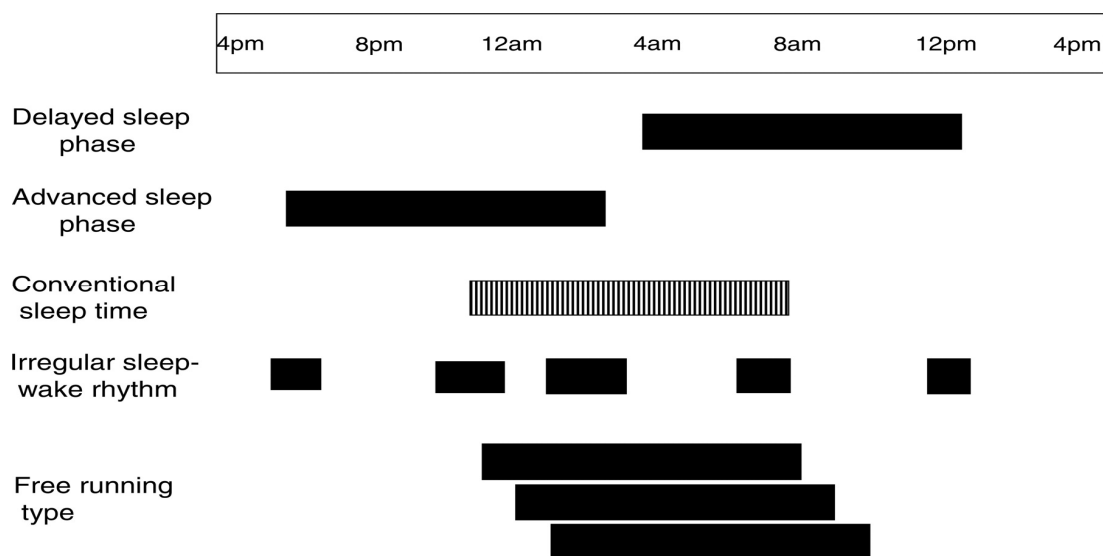 4pm 8pm 12am 4am 8am 12pm 4pm
Delayed sleep
phase
Advanced sleep
phase
Conventional
sleep time
Irregular sleep-
wake rhythm
Free running
type